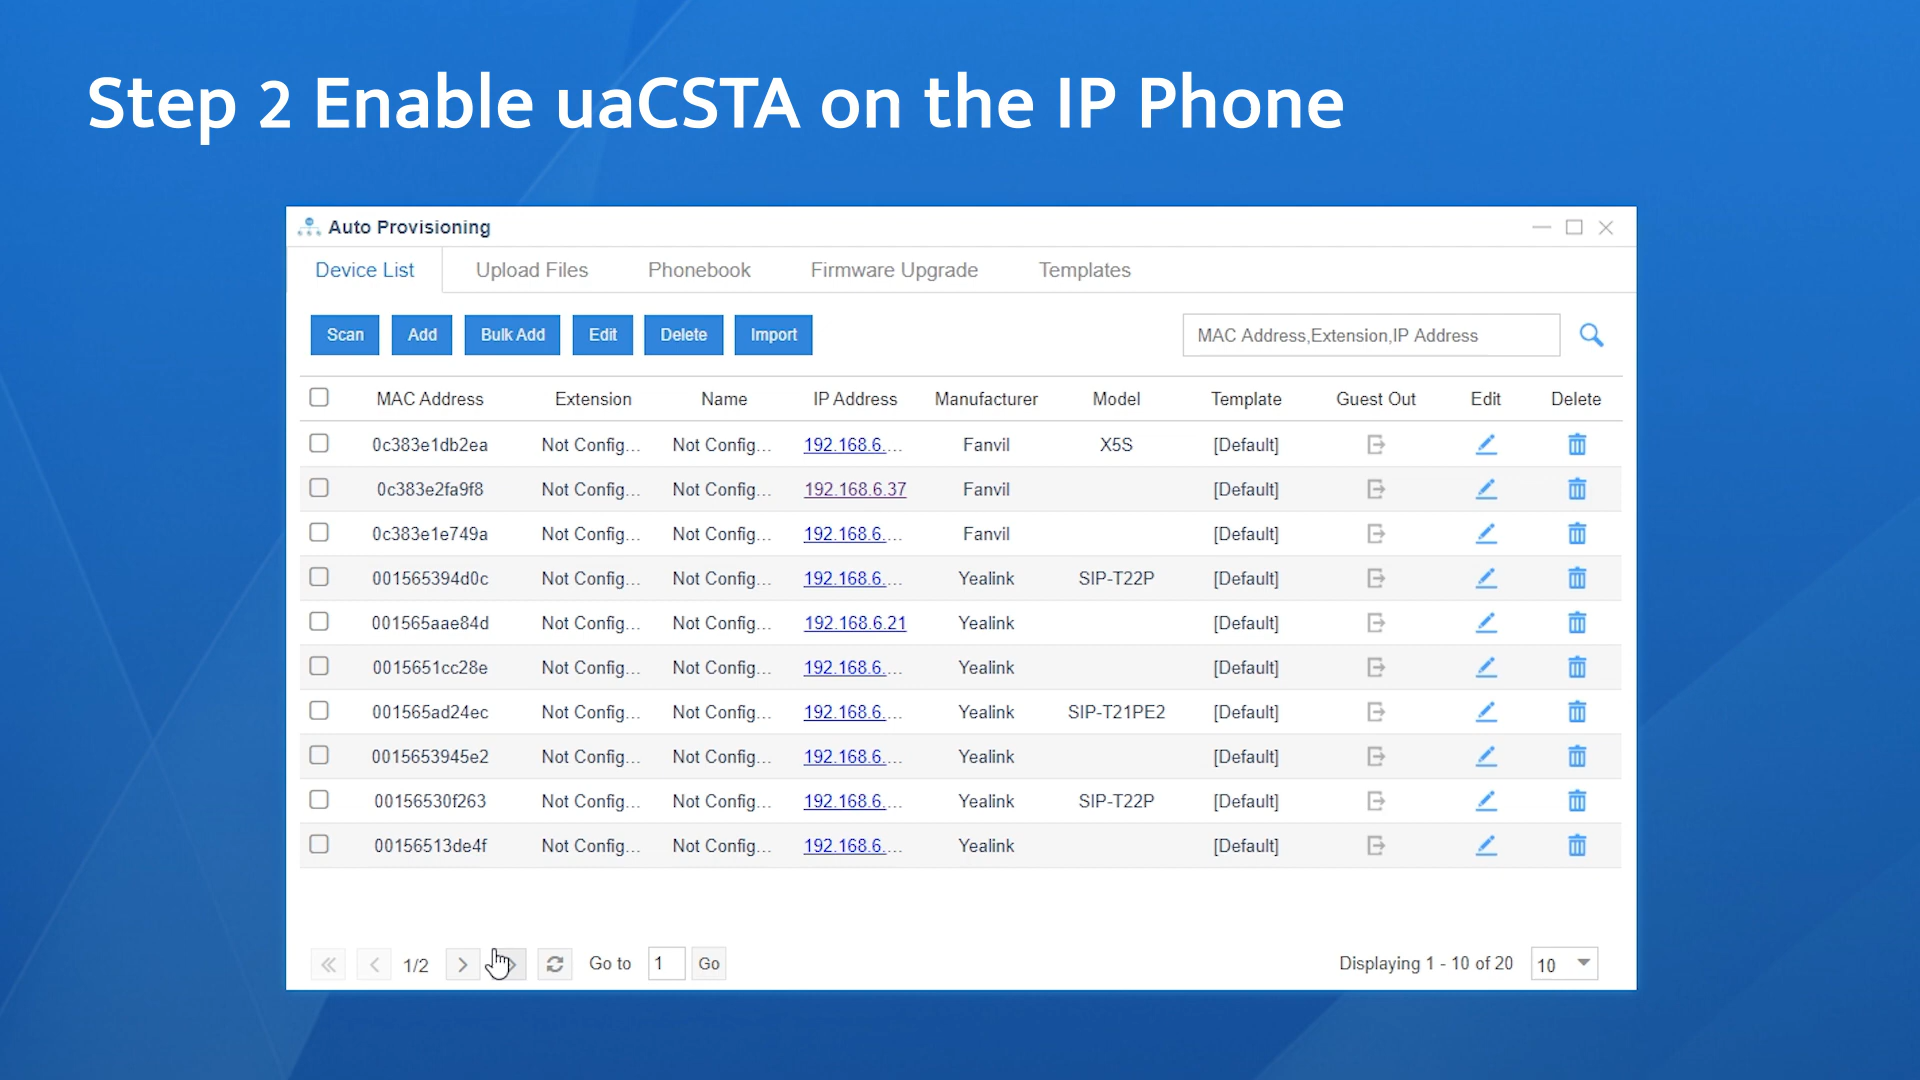 Step 2 Enable uaCSTA on the IP Phone
Auto Provisioning
Device List Upload Files Phonebook Firmware Upgrade Templates
Scan Add Bulk Add Edit Delete Import MAC Address,Extension,IP Address
MAC Address Extension Name IP Address Manufacturer Model Template Guest Out Edit Delete
0c383e1db2ea Not Config... Not Config... 192.168.6.... Fanvil X5S [Default]
0c383e2fa9f8 Not Config... Not Config... 192.168.6.37 Fanvil [Default]
0c383e1e749a Not Config... Not Config... 192.168.6.... Fanvil [Default]
001565394d0c Not Config... Not Config... 192.168.6.... Yealink SIP-T22P [Default]
001565aae84d Not Config... Not Config... 192.168.6.21 Yealink [Default]
0015651cc28e Not Config... Not Config... 192.168.6.... Yealink [Default]
001565ad24ec Not Config... Not Config... 192.168.6.... Yealink SIP-T21PE2 [Default]
0015653945e2 Not Config... Not Config... 192.168.6.... Yealink [Default]
00156530f263 Not Config... Not Config... 192.168.6.... Yealink SIP-T22P [Default]
00156513de4f Not Config... Not Config... 192.168.6.... Yealink [Default]
1/2 Go to 1 Go Displaying 1 - 10 of 20 10